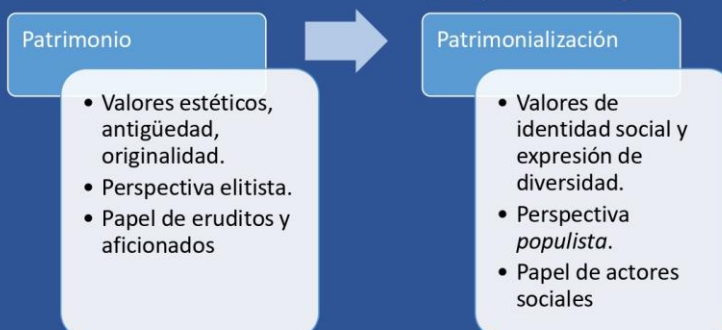 Patrimonio
• Valores estéticos,
antigüedad,
originalidad.
• Perspectiva elitista.
• Papel de eruditos y
aficionados
Patrimonialización
• Valores de
identidad social y
expresión de
diversidad.
• Perspectiva
populista.
• Papel de actores
sociales